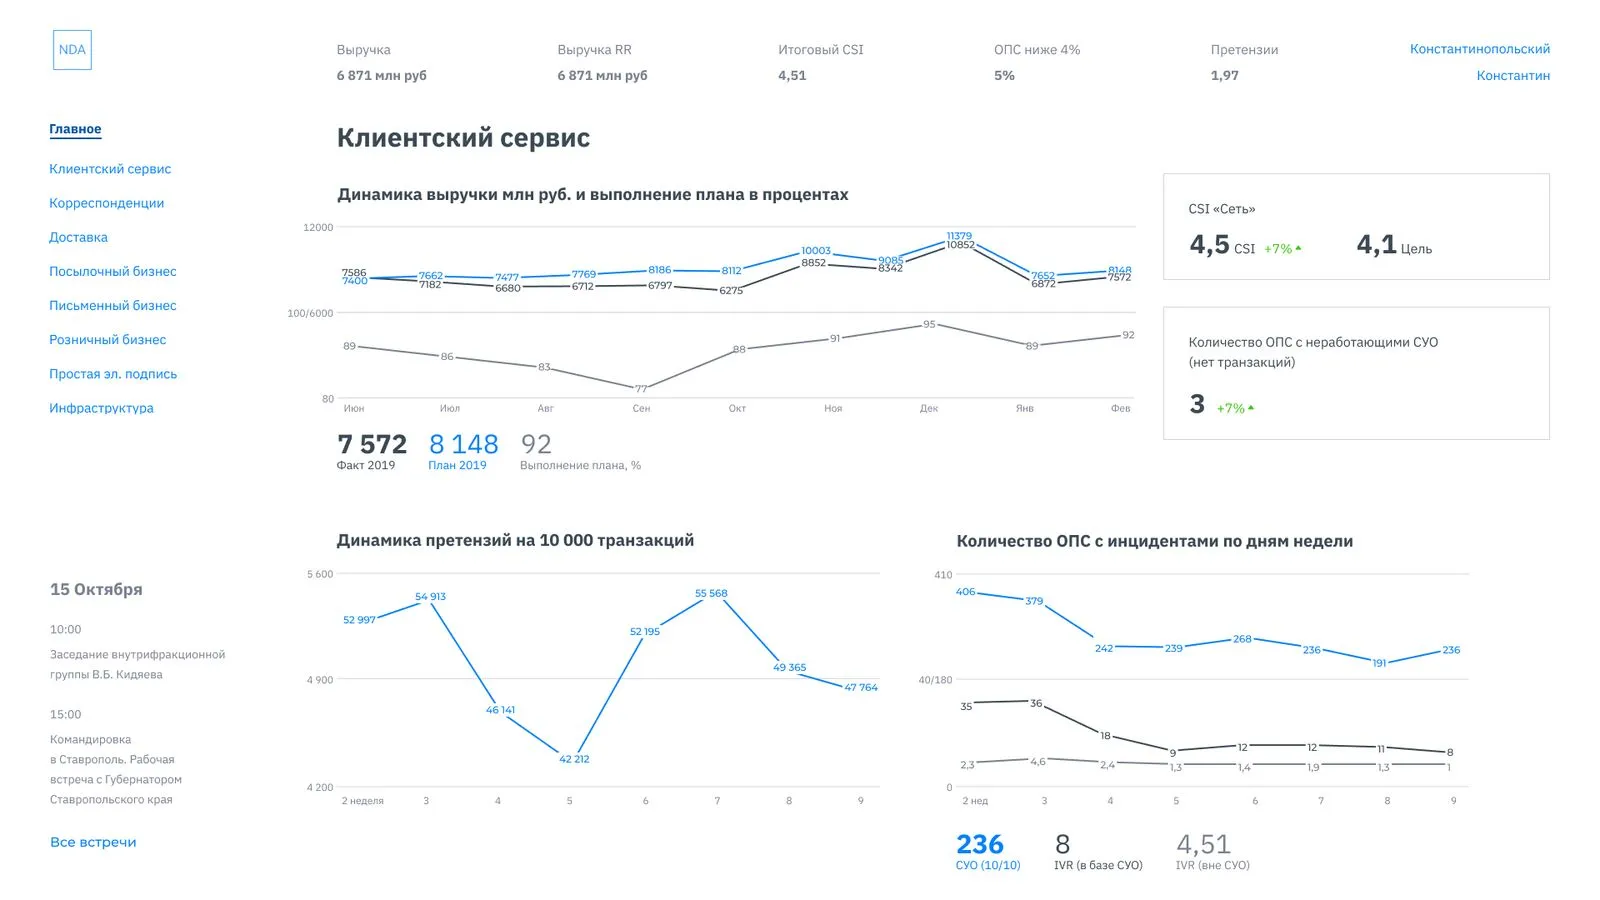 NDA
Выручка
6 871 млн руб
Выручка RR
6 871 млн руб
Итоговый CSI
4,51
ОПС ниже 4%
5%
Претензии
1,97
Константинопольский
Константин
Главное
Клиентский сервис
Корреспонденции
Доставка
Посылочный бизнес
Письменный бизнес
Розничный бизнес
Простая эл. подпись
Инфраструктура
15 Октября
10:00
Заседание внутрифракционной
группы В.Б. Кидяева
15:00
Командировка
в Ставрополь. Рабочая
встреча с Губернатором
Ставропольского края
Все встречи
Клиентский сервис
Динамика выручки млн руб. и выполнение плана в процентах
12000
7400 7662 7477 7769 8186 8112 10003 9085 11379 7652 8148
7586 7182 6680 6712 6797 6275 8852 8342 10852 6872 7572
100/6000
89 86 83 77 88 91 95 89 92
80
Июн Июл Авг Сен Окт Ноя Дек Янв Фев
7 572 8 148 92
Факт 2019 План 2019 Выполнение плана, %
CSI «Сеть»
4,5 CSI +7% 4,1 Цель
Количество ОПС с неработающими СУО
(нет транзакций)
3 +7%
Динамика претензий на 10 000 транзакций
5 600
52 997 54 913 46 141 42 212 52 195 55 568 49 365 47 764
4 900
4 200
2 неделя 3 4 5 6 7 8 9
Количество ОПС с инцидентами по дням недели
410
406 379 242 239 268 236 191 236
40/180
35 36 18 9 12 12 11 8
2,3 4,6 2,4 1,3 1,4 1,9 1,3 1
0
2 нед 3 4 5 6 7 8 9
236 8 4,51
СУО (10/10) IVR (в базе СУО) IVR (вне СУО)